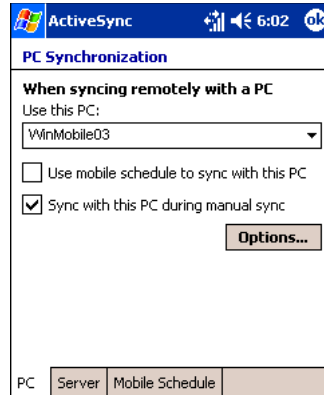 ActiveSync 6:02 ok
PC Synchronization
When syncing remotely with a PC
Use this PC:
WinMobile03
Use mobile schedule to sync with this PC
Sync with this PC during manual sync
Options...
PC Server Mobile Schedule